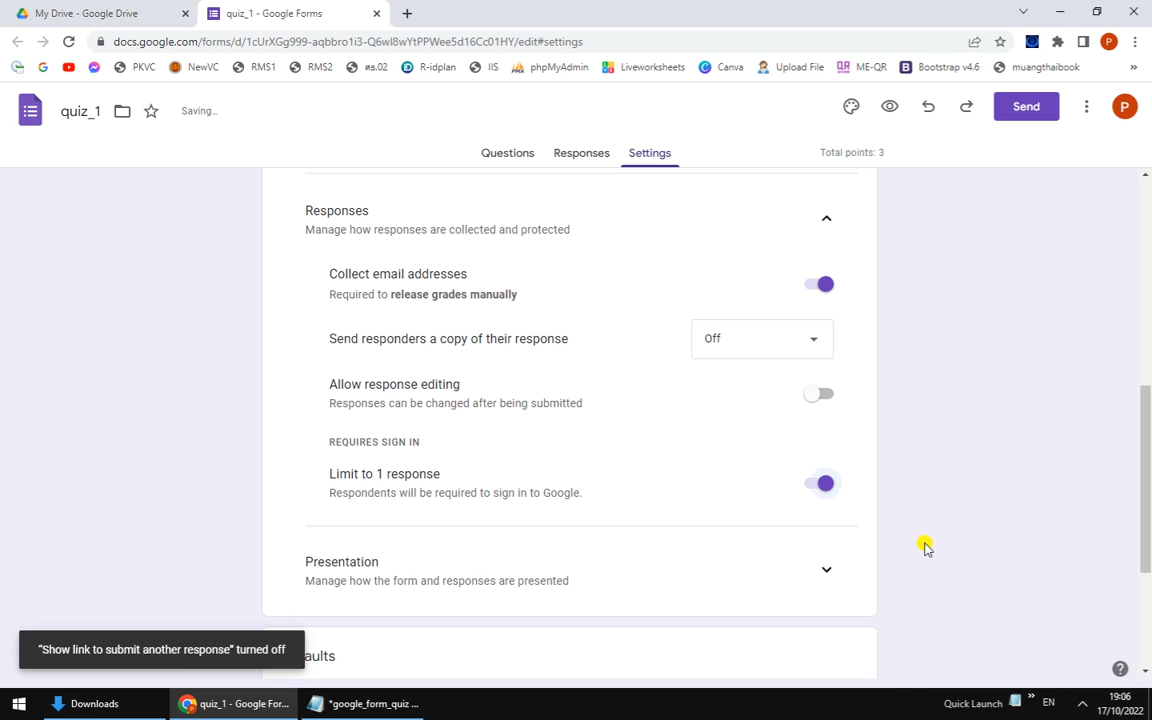 My Drive - Google Drive
quiz_1 - Google Forms
docs.google.com/forms/d/1cUrXGg999-aqbbro1i3-Q6wI8wYtPPWee5d16Cc01HY/edit#settings
P
PKVC
NewVC
RMS1
RMS2
ศธ.02
R-idplan
IIS
phpMyAdmin
Liveworksheets
Canva
Upload File
ME-QR
Bootstrap v4.6
muangthaibook
»
quiz_1
Saving...
Send
P
Questions
Responses
Settings
Total points: 3
Responses
Manage how responses are collected and protected
Collect email addresses
Required to release grades manually
Send responders a copy of their response
Off
Allow response editing
Responses can be changed after being submitted
REQUIRES SIGN IN
Limit to 1 response
Respondents will be required to sign in to Google.
Presentation
Manage how the form and responses are presented
"Show link to submit another response" turned off
aults
Downloads
quiz_1 - Google For...
*google_form_quiz ...
Quick Launch
»
EN
19:06
17/10/2022